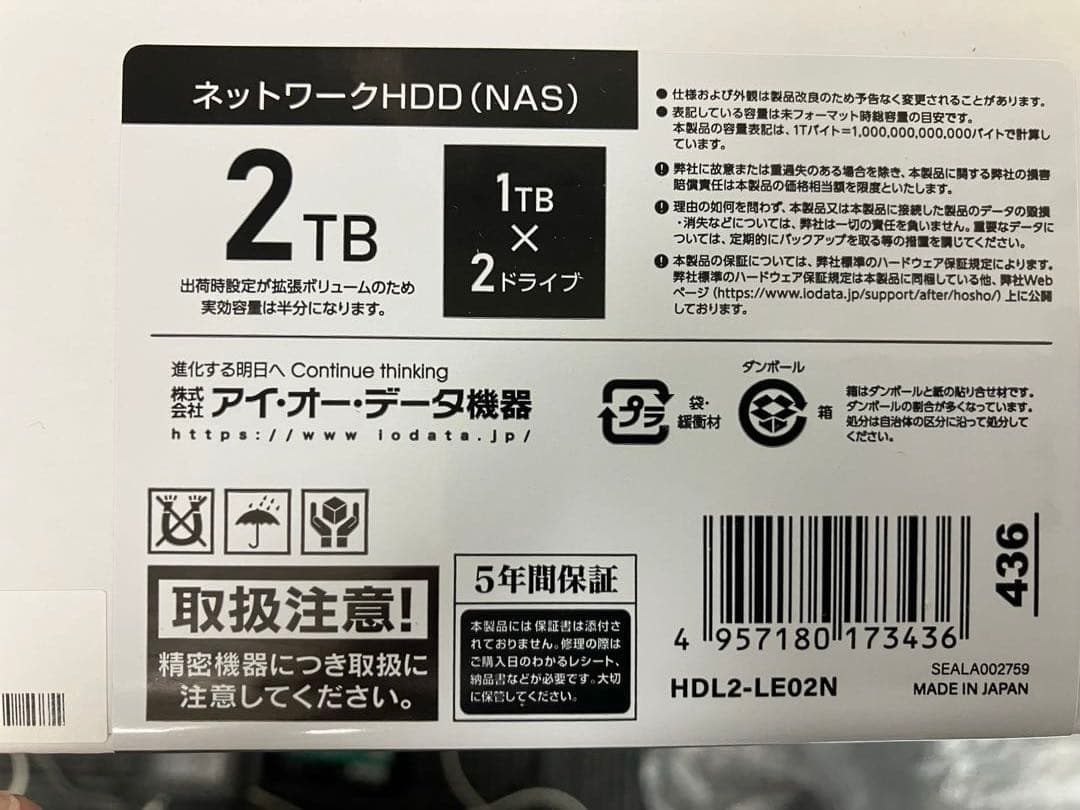 ネットワークHDD(NAS)
2TB
出荷時設定が拡張ボリュームのため
実効容量は半分になります。
1TB
×
2ドライブ
● 仕様および外観は製品改良のため予告なく変更されることがあります。
● 表記している容量は未フォーマット時総容量の目安です。
本製品の容量表記は、1Tバイト=1,000,000,000,000バイトで計算し
ています。
弊社に故意または重過失のある場合を除き、本製品に関する弊社の損害
賠償責任は本製品の価格相当額を限度といたします。
理由の如何を問わず、本製品又は本製品に接続した製品のデータの毀損
・消失などについては、弊社は一切の責任を負いません。重要なデータに
ついては、定期的にバックアップを取る等の措置を講じてください。
本製品の保証については、弊社標準のハードウェア保証規定によります。
弊社標準のハードウェア保証規定は本製品に同梱している他、弊社Web
ページ(https://www.iodata.jp/support/after/hosho/)上に公開
しております。
進化する明日へ Continue thinking
株式会社 アイ・オー・データ機器
https://www iodata.jp/
プラ
袋・
緩衝材
ダンボール
箱
箱はダンボールと紙の貼り合せ材です。
ダンボールの割合が多くなっています。
処分は自治体の区分に沿って処分して
ください。
取扱注意!
精密機器につき取扱に
注意してください。
5年間保証
本製品には保証書は添付さ
れておりません。修理の際は
ご購入日のわかるレシート、
納品書などが必要です。大切
に保管してください。
4 957180 173436
436
SEALA002759
HDL2-LE02N
MADE IN JAPAN